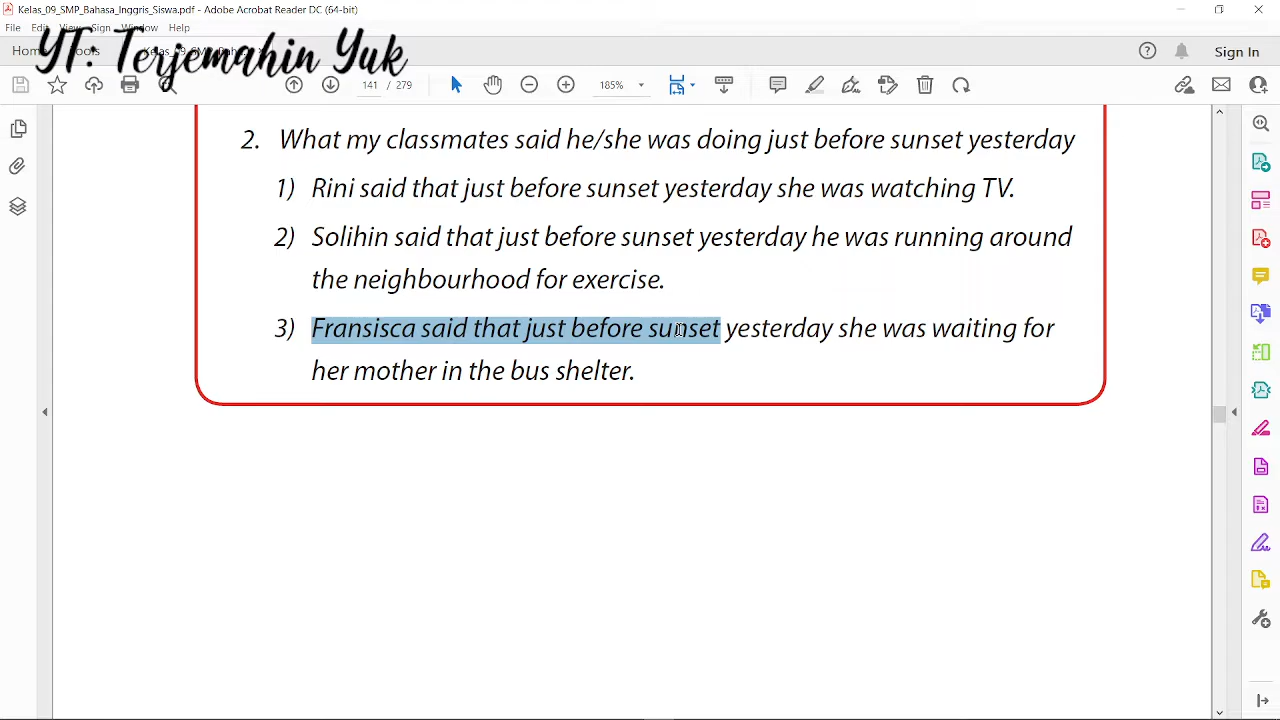 Kelas_09_SMP_Bahasa_Inggris_Siswa.pdf - Adobe Acrobat Reader DC (64-bit)
File Edit View Sign Window Help
YT: Terjemahin Yuk
Home Tools
Sign In
141 / 279
185%
2. What my classmates said he/she was doing just before sunset yesterday
1) Rini said that just before sunset yesterday she was watching TV.
2) Solihin said that just before sunset yesterday he was running around
the neighbourhood for exercise.
3) Fransisca said that just before sunset yesterday she was waiting for
her mother in the bus shelter.